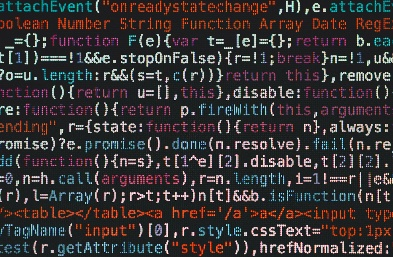 attachEvent("onreadystatechange",H),e.attachE
boolean Number String Function Array Date RegE
_={};function F(e){var t=_[e]={};return b.ea
t[1])===!1&&e.stopOnFalse){r=!1;break}n=!1,u&
?o=u.length:r&&(s=t,c(r))}return this},remove
nction(){return u=[],this},disable:function()
re:function(){return p.fireWith(this,argument
ending",r={state:function(){return n},always:
romise)?e.promise().done(n.resolve).fail(n.re
dd(function(){n=s},t[1^e][2].disable,t[2][2].
=0,n=h.call(arguments),r=n.length,i=1!==r||e&
(r),l=Array(r);r>t;t++)n[t]&&b.isFunction(n[t
/><table></table><a href='/a'>a</a><input typ
yTagName("input")[0],r.style.cssText="top:1px
test(r.getAttribute("style")),hrefNormalized: